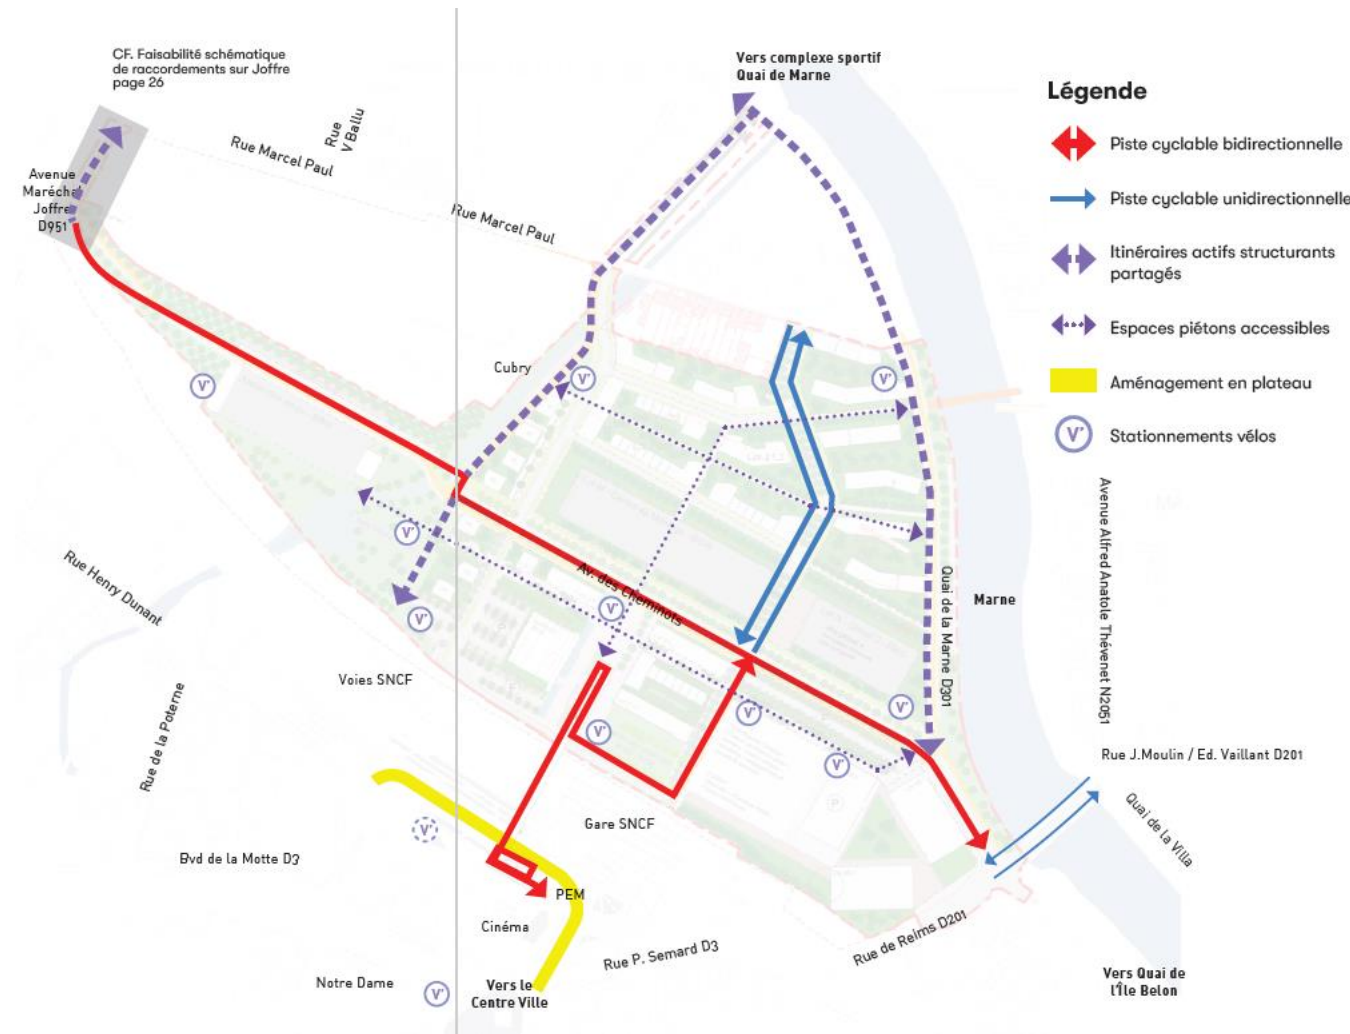 CF. Faisabilité schématique
de raccordements sur Joffre
page 26
Vers complexe sportif
Quai de Marne
Légende
Piste cyclable bidirectionnelle
Piste cyclable unidirectionnelle
Itinéraires actifs structurants
partagés
Espaces piétons accessibles
Aménagement en plateau
V'
Stationnements vélos
Rue
V Ballu
Rue Marcel Paul
Avenue
Maréchal
Joffre
D951
Rue Marcel Paul
Cubry
V'
V'
V'
V'
V'
V'
Av. des Cheminots
Rue Henry Dunant
Quai de la Marne D301
Marne
Avenue Alfred Anatole Thévenet N2051
Voies SNCF
Rue de la Poterne
V'
V'
V'
V'
P
Rue J.Moulin / Ed. Vaillant D201
Quai de la Villa
Gare SNCF
V'
Bvd de la Motte D3
PEM
Cinéma
Rue P. Semard D3
Rue de Reims D201
Notre Dame
V'
Vers le
Centre Ville
Vers Quai de
l'Île Belon